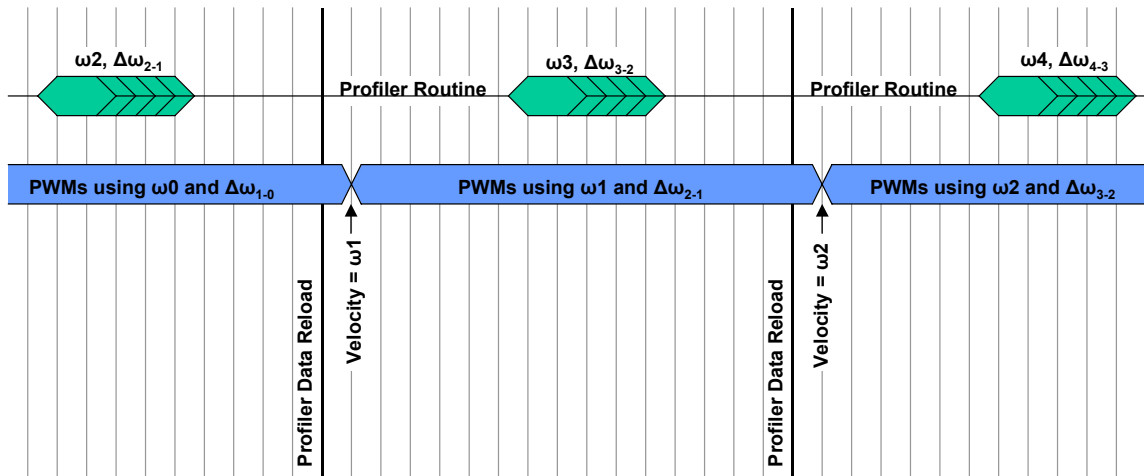 ω2, Δω2-1
ω3, Δω3-2
ω4, Δω4-3
Profiler Routine
Profiler Routine
PWMs using ω0 and Δω1-0
PWMs using ω1 and Δω2-1
PWMs using ω2 and Δω3-2
Profiler Data Reload
Velocity = ω1
Profiler Data Reload
Velocity = ω2